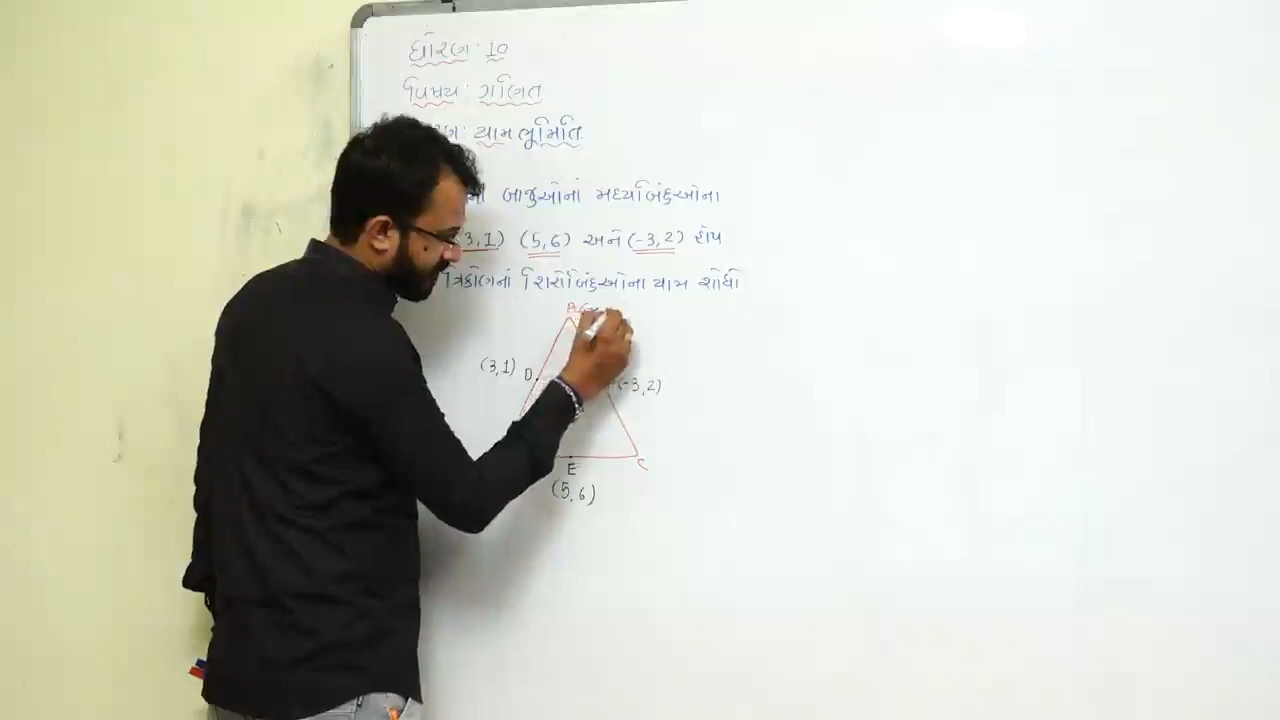 ધોરણ : 10
વિષય : ગણિત
યામ ભૂમિતિ.
બાજુઓનાં મધ્યબિંદુઓના
3,1) (5,6) અને (-3,2) હોય
ત્રિકોણનાં શિરોબિંદુઓના યામ શોધો
A
(3,1) D
(-3,2)
C
E
(5,6)